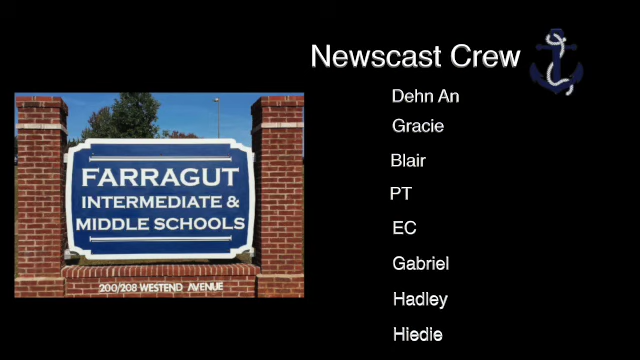 Newscast Crew
Dehn An
Gracie
Blair
PT
EC
Gabriel
Hadley
Hiedie
FARRAGUT
INTERMEDIATE &
MIDDLE SCHOOLS
200/208 WESTEND AVENUE